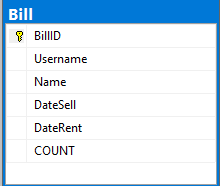 Bill
BillID
Username
Name
DateSell
DateRent
COUNT